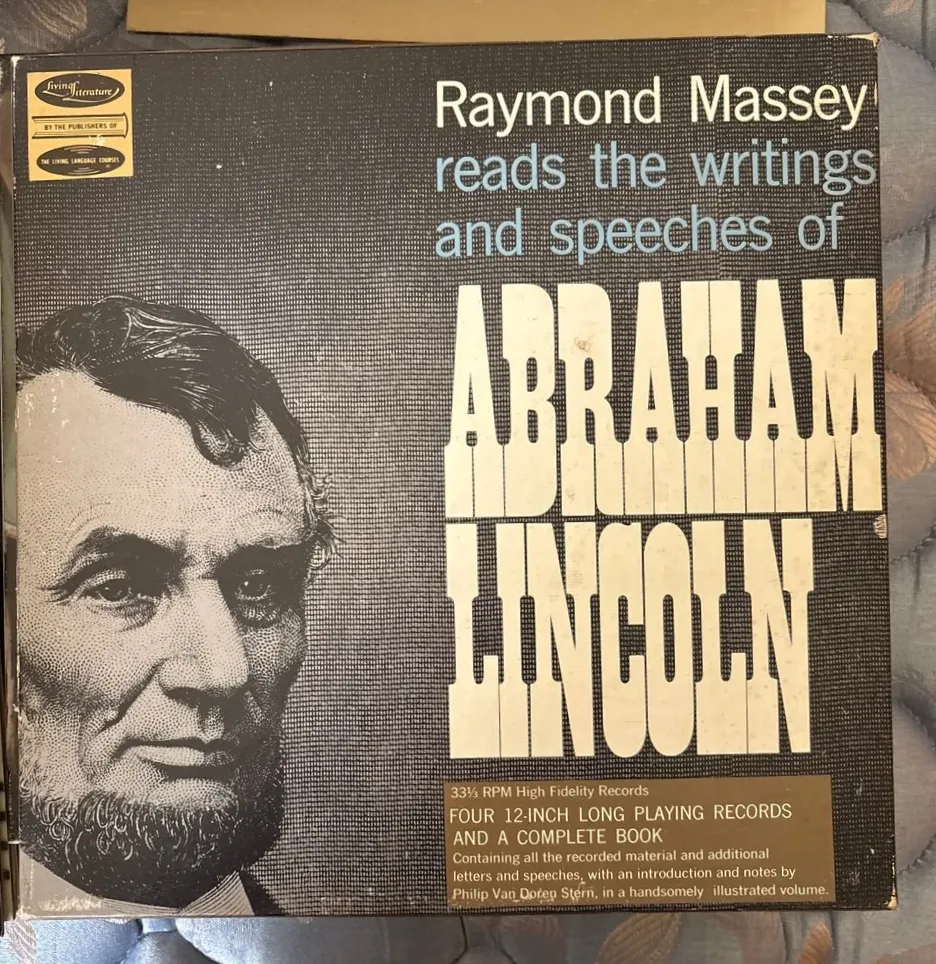 Living Literature
BY THE PUBLISHERS OF
THE LIVING LANGUAGE COURSES
Raymond Massey
reads the writings
and speeches of
ABRAHAM
LINCOLN
33⅓ RPM High Fidelity Records
FOUR 12-INCH LONG PLAYING RECORDS
AND A COMPLETE BOOK
Containing all the recorded material and additional
letters and speeches, with an introduction and notes by
Philip Van Doren Stern, in a handsomely illustrated volume.